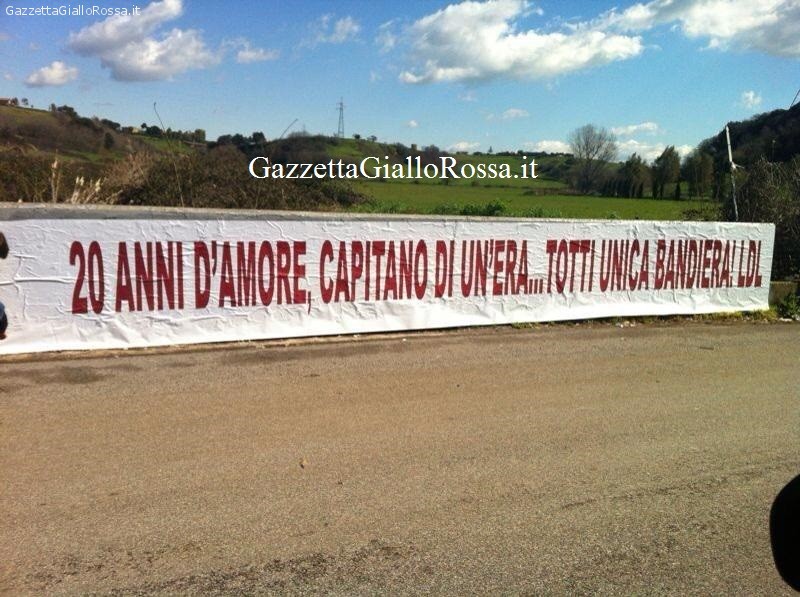 GazzettaGialloRossa.it
GazzettaGialloRossa.it
20 ANNI D'AMORE, CAPITANO DI UN'ERA... TOTTI UNICA BANDIERA! LDL